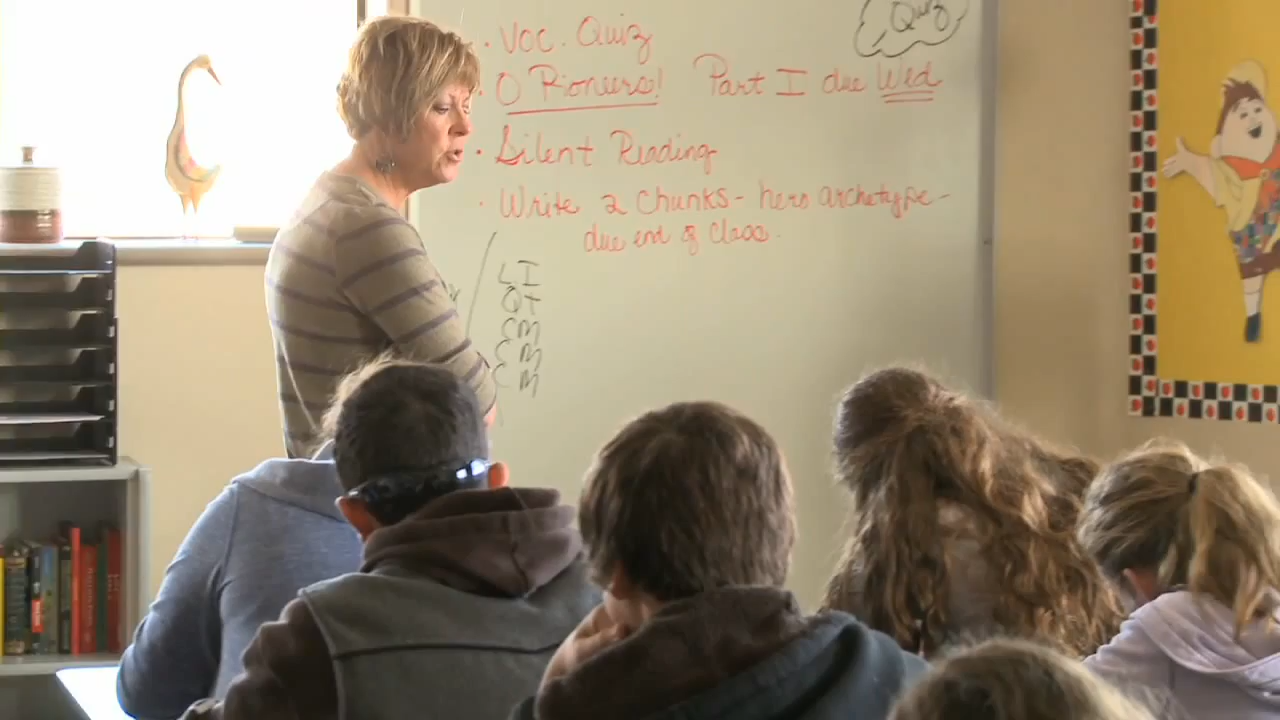 Quiz
· Voc. Quiz
· O Pioneers! Part I due Wed
· Silent Reading
· Write 2 chunks - hero archetype -
due end of class.
LI
QT
CM
CM
CM